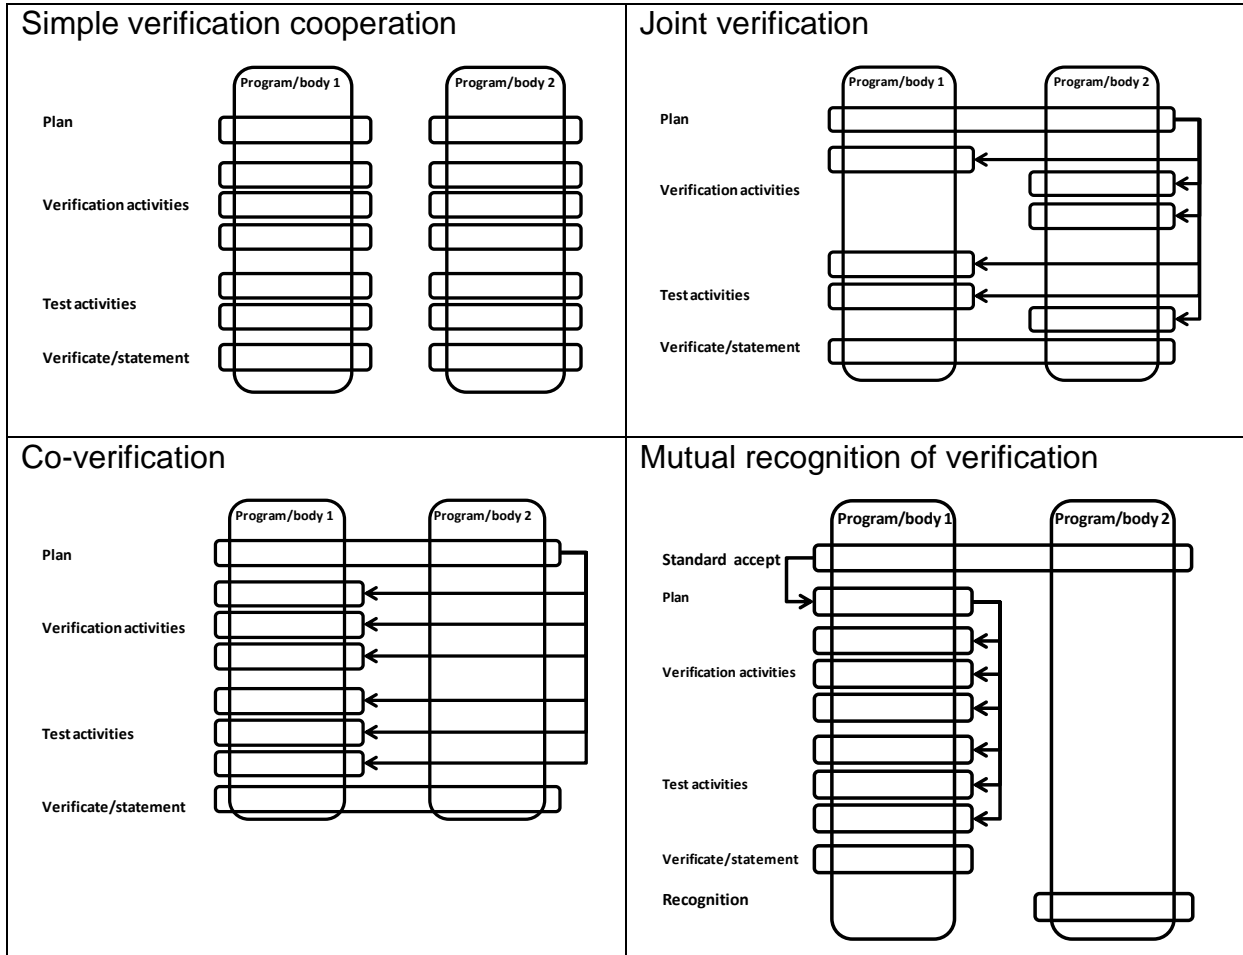 Simple verification cooperation
Program/body 1
Program/body 2
Plan
Verification activities
Test activities
Verificate/statement
Joint verification
Program/body 1
Program/body 2
Plan
Verification activities
Test activities
Verificate/statement
Co-verification
Program/body 1
Program/body 2
Plan
Verification activities
Test activities
Verificate/statement
Mutual recognition of verification
Program/body 1
Program/body 2
Standard accept
Plan
Verification activities
Test activities
Verificate/statement
Recognition